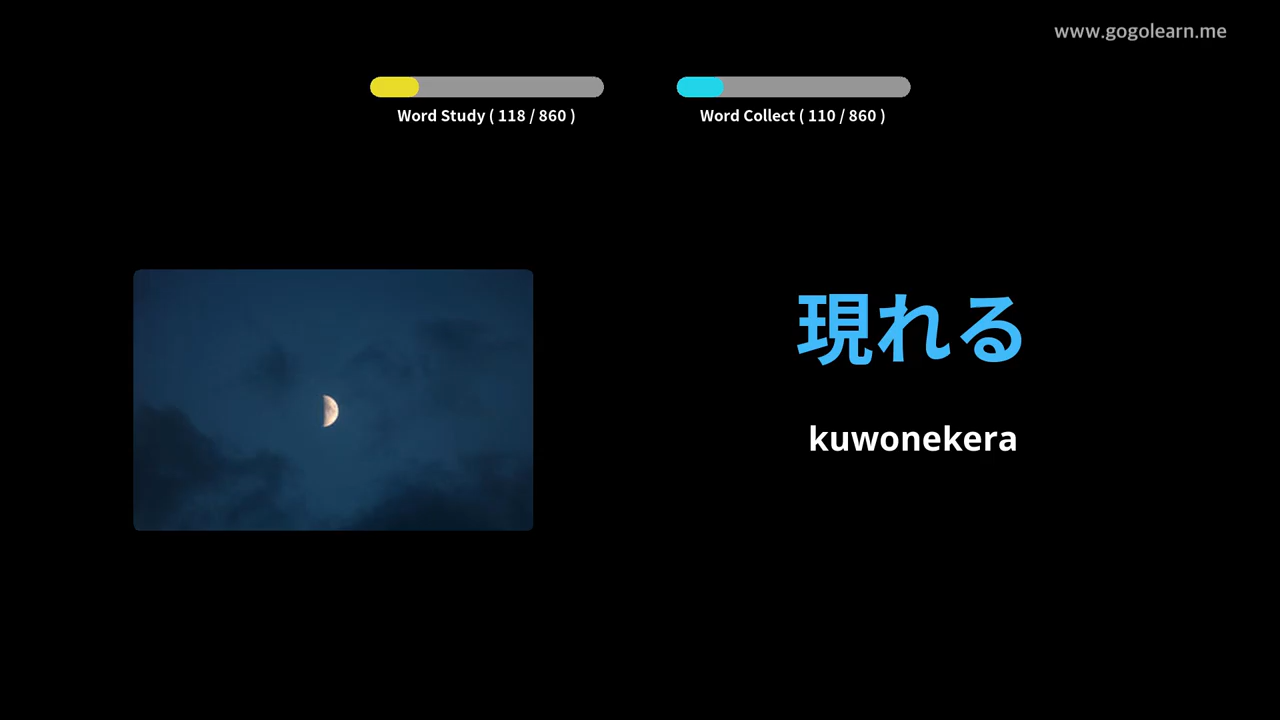 www.gogolearn.me
Word Study ( 118 / 860 )
Word Collect ( 110 / 860 )
現れる
kuwonekera